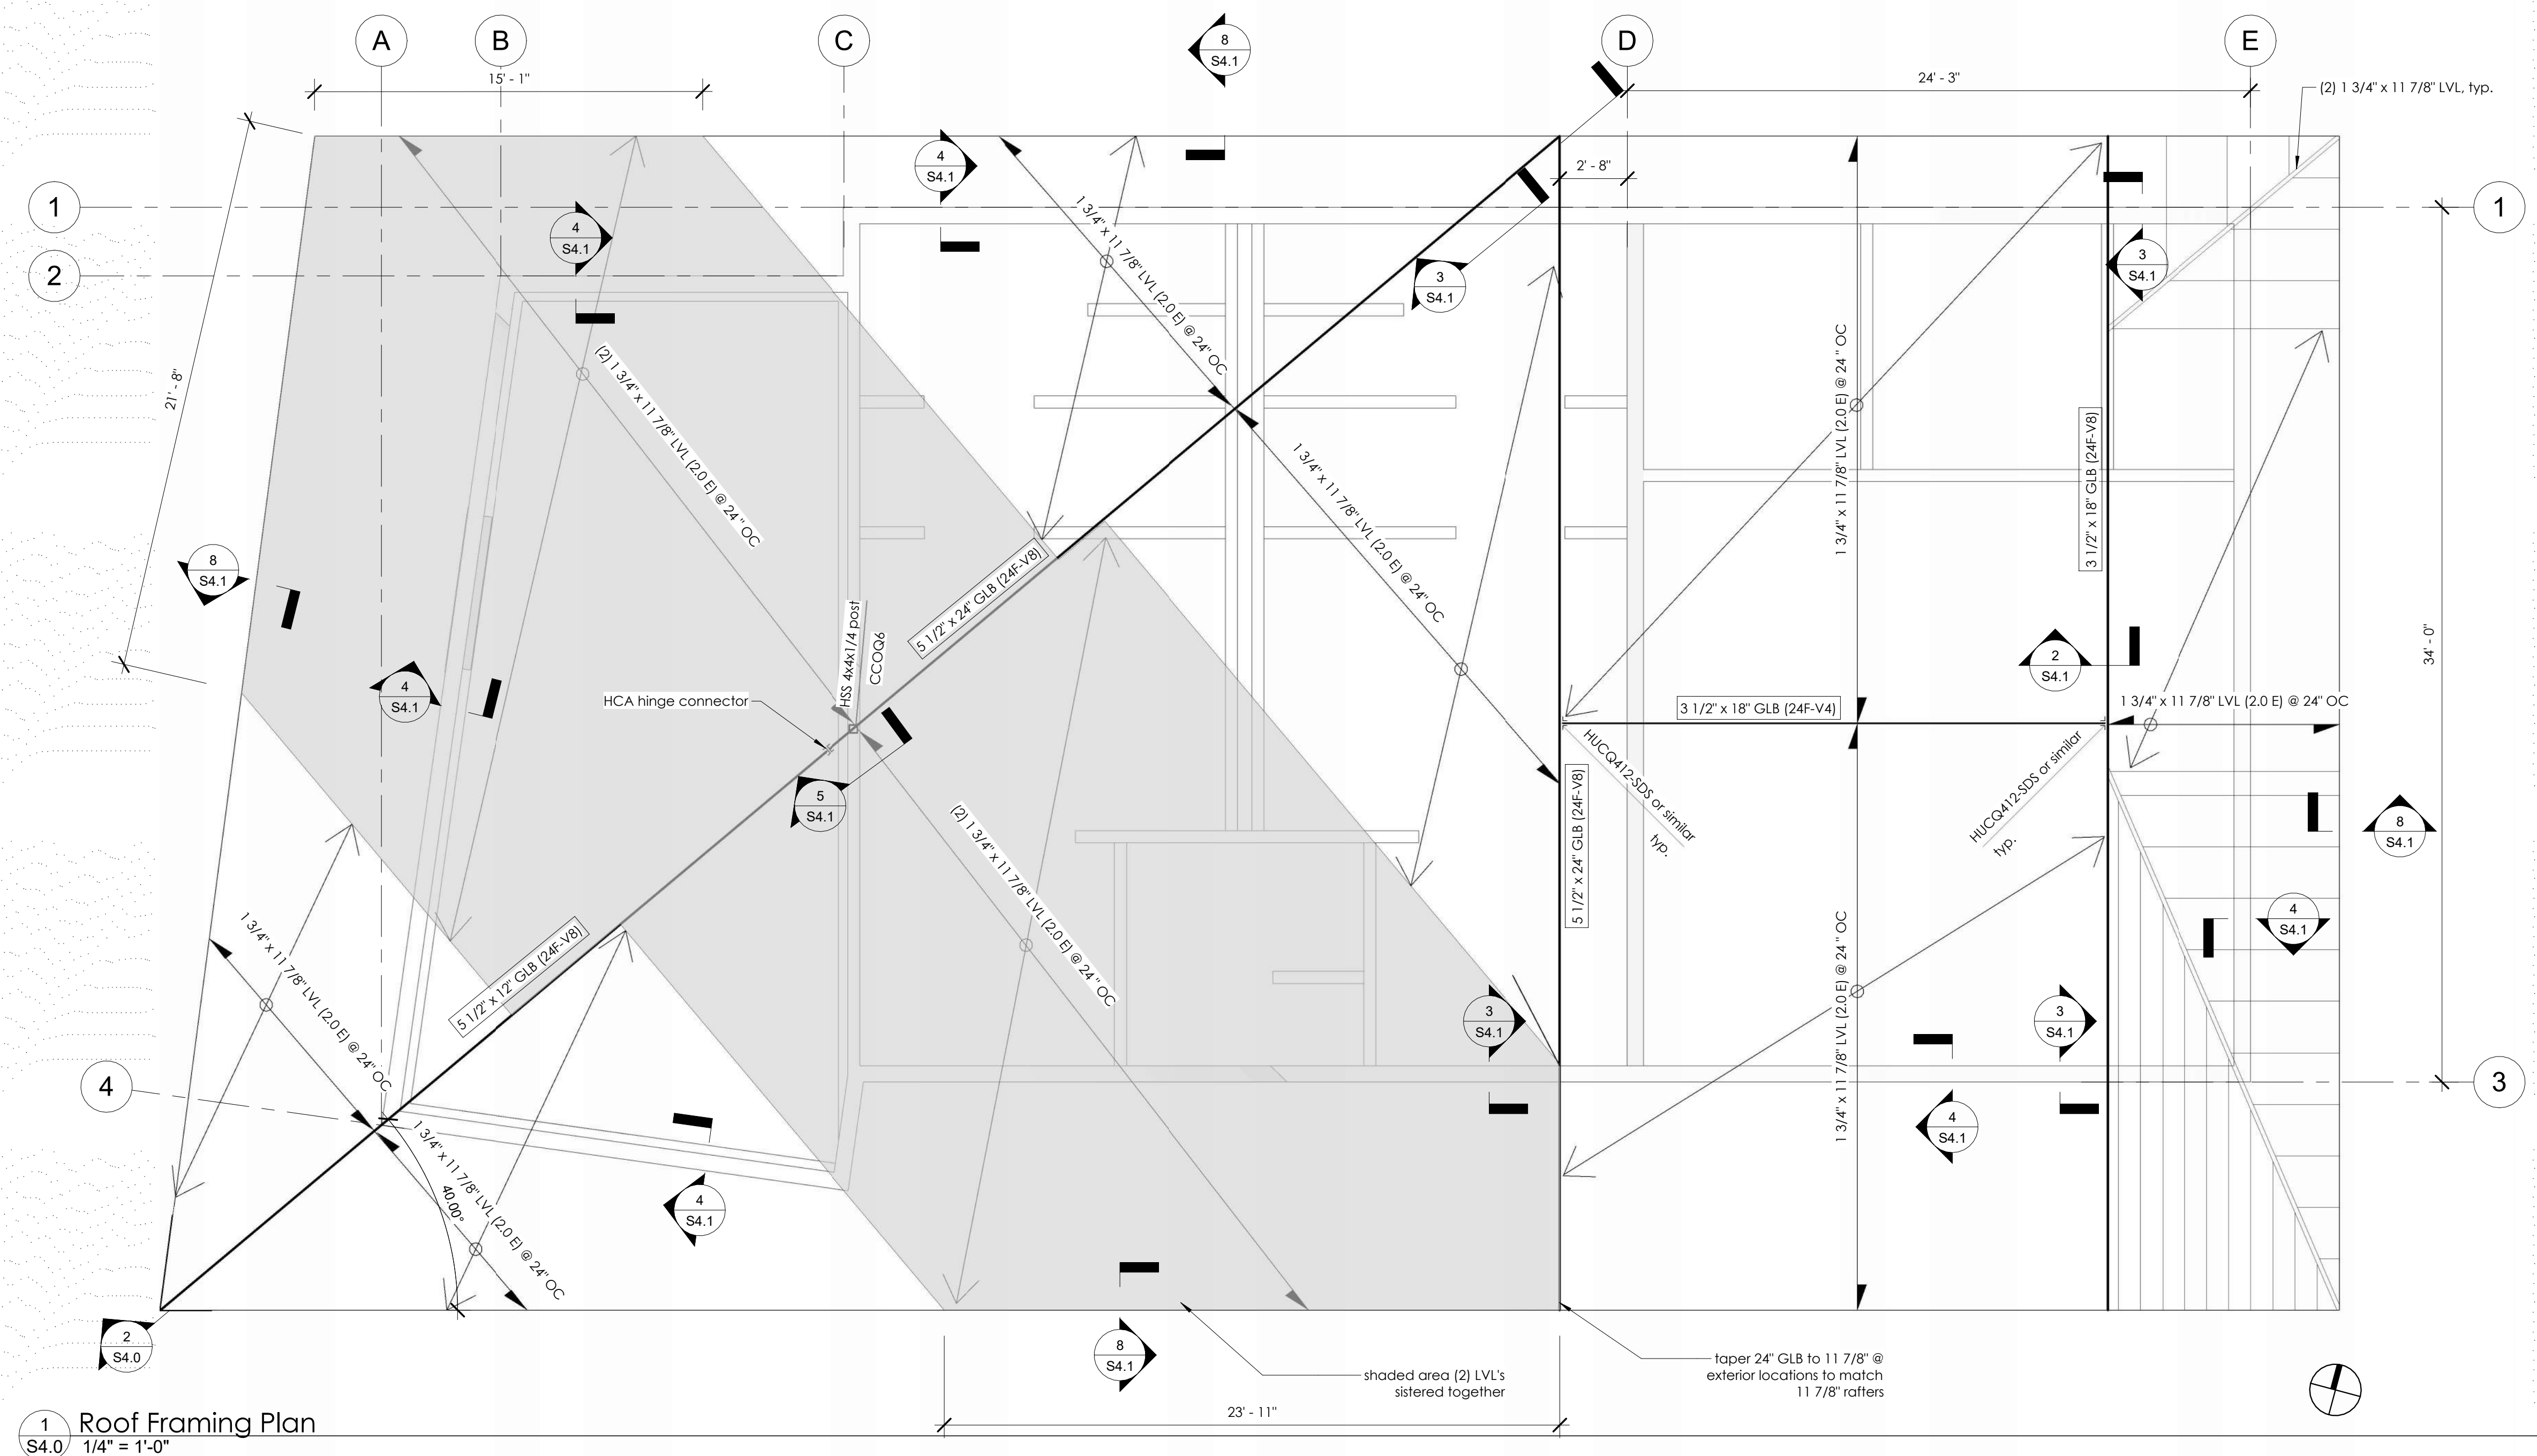 A
B
C
8
S4.1
D
E
15' - 1"
24' - 3"
(2) 1 3/4" x 11 7/8" LVL, typ.
4
S4.1
2' - 8"
1
1
4
S4.1
2
3
S4.1
3
S4.1
1 3/4" x 11 7/8" LVL (2.0 E) @ 24" OC
21' - 8"
(2) 1 3/4" x 11 7/8" LVL (2.0 E) @ 24" OC
1 3/4" x 11 7/8" LVL (2.0 E) @ 24" OC
1 3/4" x 11 7/8" LVL (2.0 E) @ 24" OC
3 1/2" x 18" GLB (24F-V8)
8
S4.1
5 1/2" x 24" GLB (24F-V8)
HSS 4x4x1/4 post
CCOQ6
34' - 0"
2
S4.1
4
S4.1
HCA hinge connector
3 1/2" x 18" GLB (24F-V4)
1 3/4" x 11 7/8" LVL (2.0 E) @ 24" OC
HUCQ412-SDS or similar
typ.
HUCQ412-SDS or similar
typ.
5
S4.1
5 1/2" x 24" GLB (24F-V8)
8
S4.1
(2) 1 3/4" x 11 7/8" LVL (2.0 E) @ 24" OC
4
S4.1
1 3/4" x 11 7/8" LVL (2.0 E) @ 24" OC
5 1/2" x 12" GLB (24F-V8)
1 3/4" x 11 7/8" LVL (2.0 E) @ 24" OC
3
S4.1
3
S4.1
4
3
4
S4.1
1 3/4" x 11 7/8" LVL (2.0 E) @ 24" OC
40.00°
4
S4.1
2
S4.0
8
S4.1
shaded area (2) LVL's
sistered together
taper 24" GLB to 11 7/8" @
exterior locations to match
11 7/8" rafters
23' - 11"
1
S4.0
Roof Framing Plan
1/4" = 1'-0"